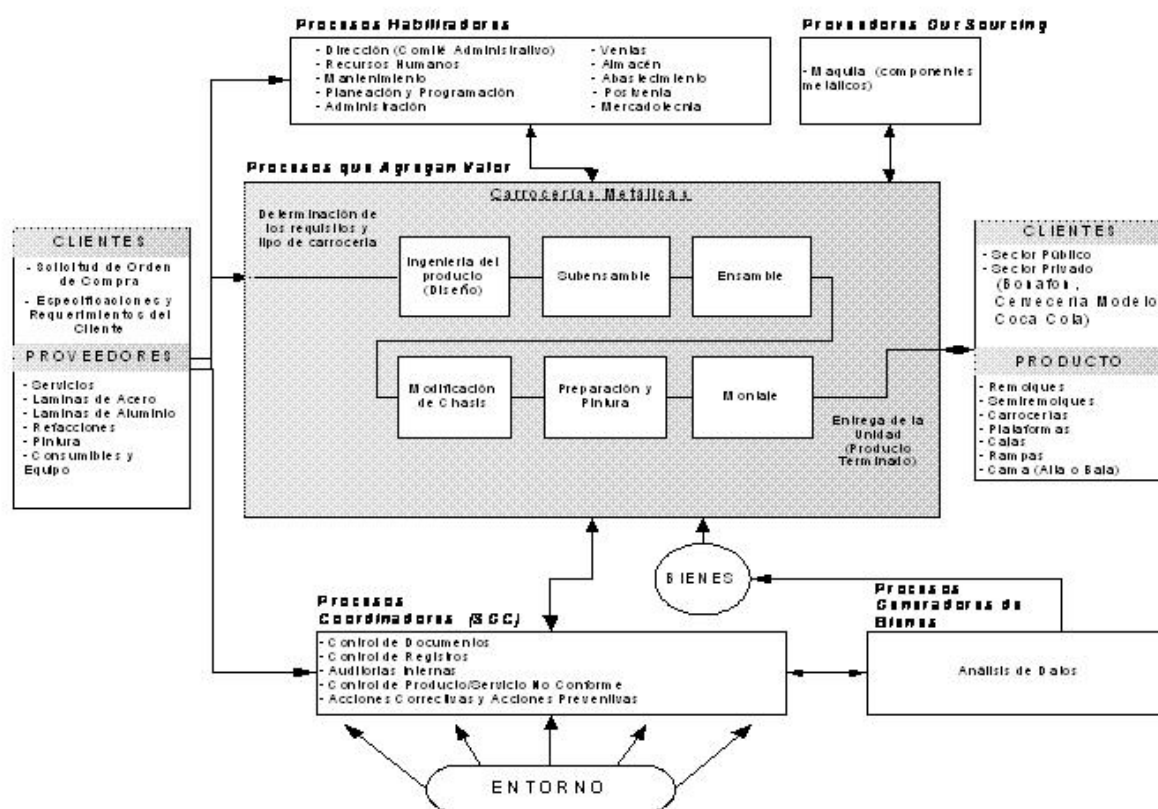 Procesos Habilitadores
- Dirección (Comité Administrativo)
- Recursos Humanos
- Mantenimiento
- Planeación y Programación
- Administración
- Ventas
- Almacén
- Abastecimiento
- Postventa
- Mercadotecnia
Proveedores Out Sourcing
- Maquila (componentes
metálicos)
Procesos que Agregan Valor
Carrocerías Metálicas
Determinación de
los requisitos y
tipo de carrocería
Ingeniería del
producto
(Diseño)
Subensamble
Ensamble
Modificación
de Chasis
Preparación y
Pintura
Montaje
Entrega de la
Unidad
(Producto
Terminado)
CLIENTES
- Solicitud de Orden
de Compra
- Especificaciones y
Requerimientos del
Cliente
PROVEEDORES
- Servicios
- Laminas de Acero
- Laminas de Aluminio
- Refacciones
- Pintura
- Consumibles y
Equipo
CLIENTES
- Sector Público
- Sector Privado
(Bonafon,
Cervecería Modelo
Coca Cola)
PRODUCTO
- Remolques
- Semiremolques
- Carrocerías
- Plataformas
- Cajas
- Rampas
- Cama (Alta o Baja)
BIENES
Procesos
Coordinadores (SGC)
- Control de Documentos
- Control de Registros
- Auditorías Internas
- Control de Producto/Servicio No Conforme
- Acciones Correctivas y Acciones Preventivas
Procesos
Generadores de
Bienes
Análisis de Datos
ENTORNO